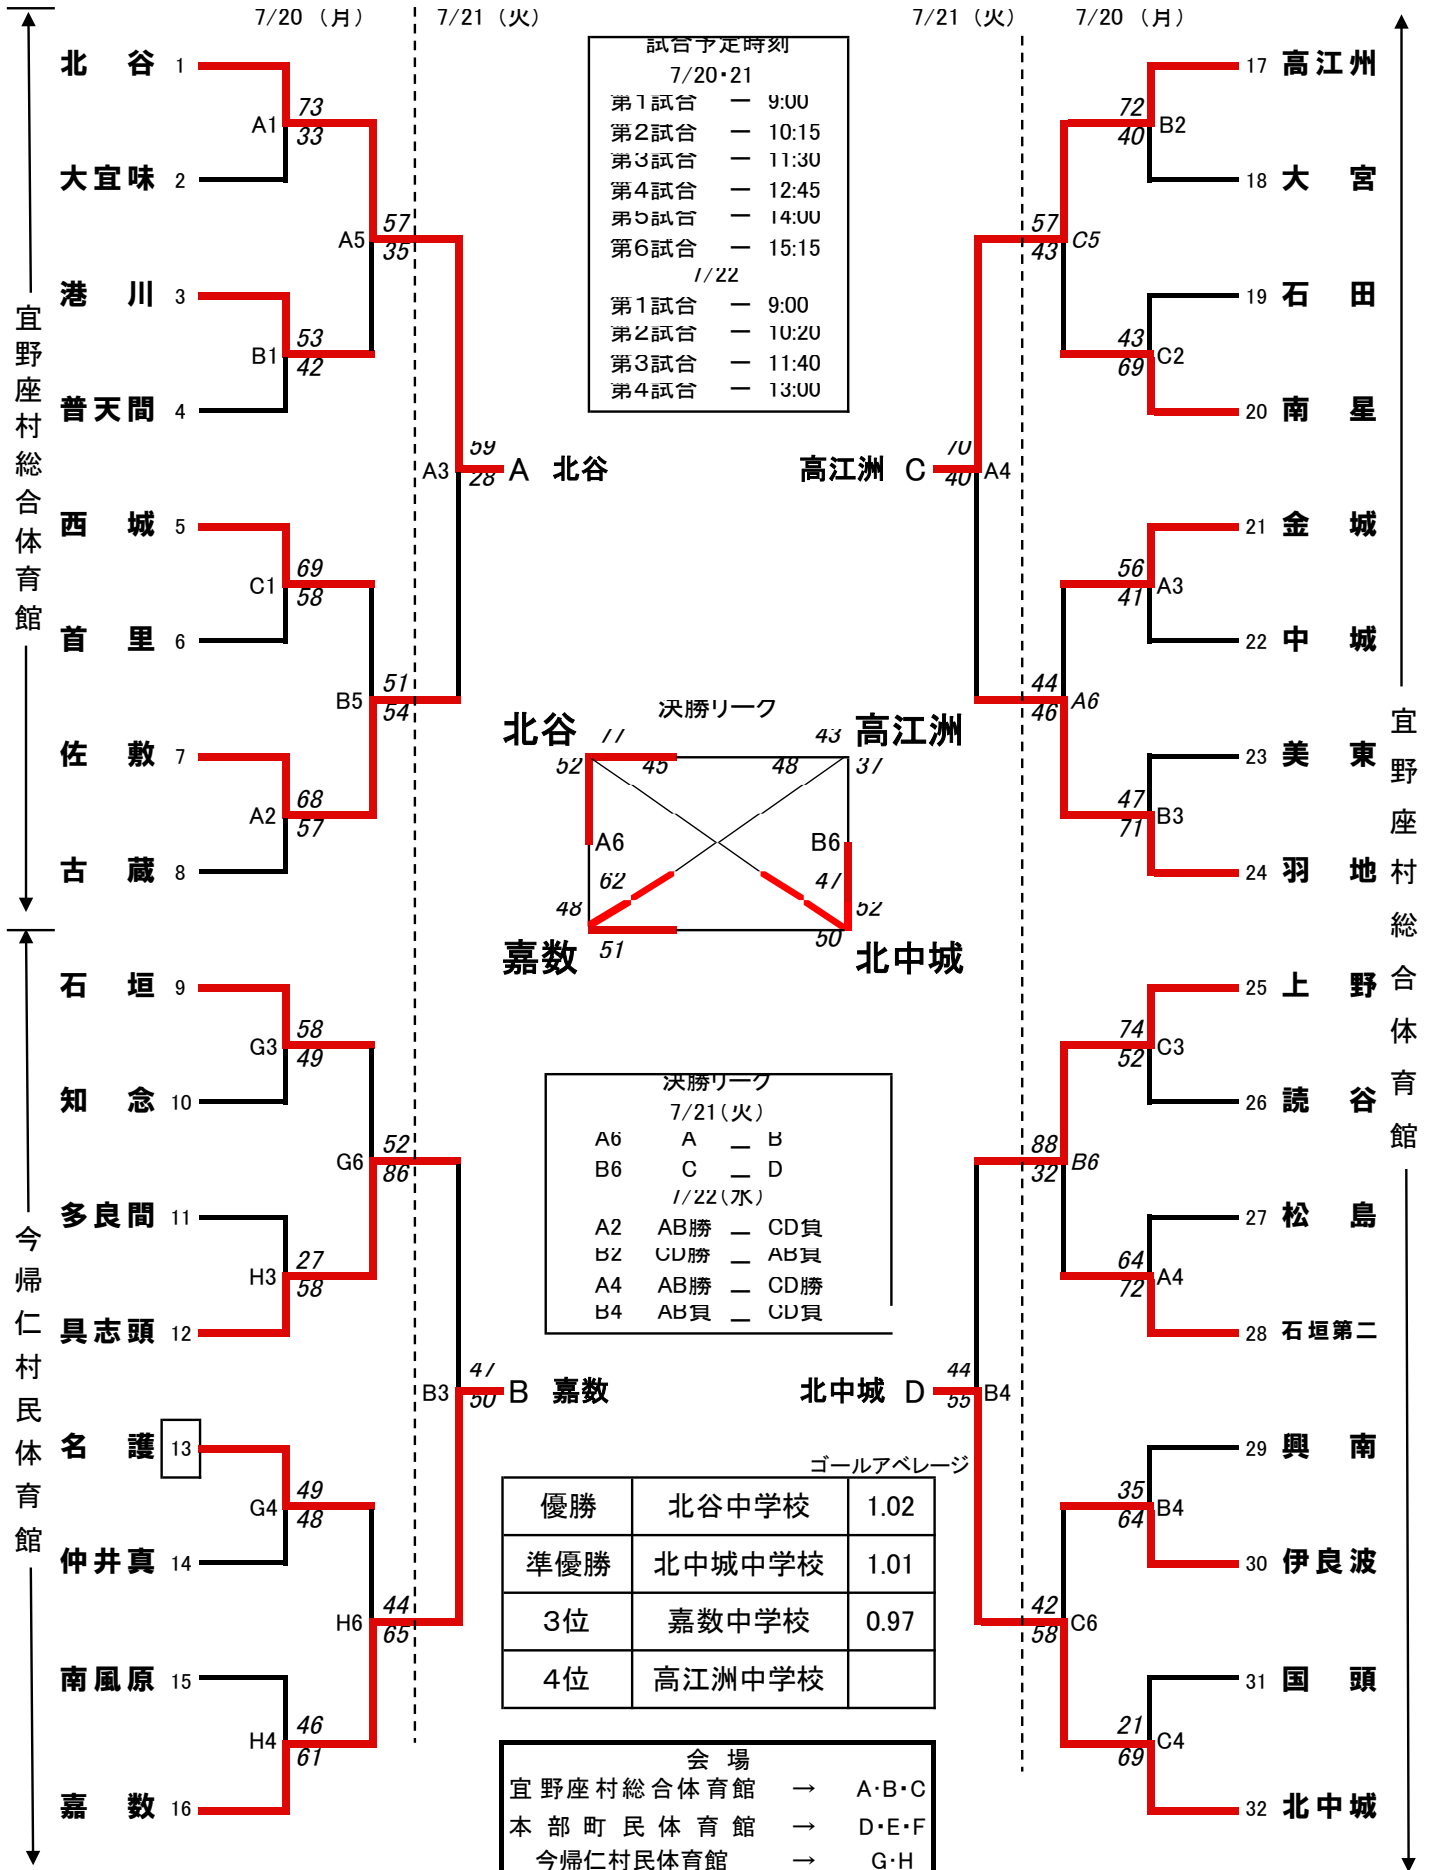 7/20 (月) 7/21 (火) 7/21 (火) 7/20 (月)
宜野座村総合体育館
今帰仁村民体育館
北 谷 1
A1 73 33
大宜味 2
A5 57 35
港 川 3
B1 53 42
普天間 4
A3 59 28 A 北谷
西 城 5
C1 69 58
首 里 6
B5 51 54
佐 敷 7
A2 68 57
古 蔵 8
石 垣 9
G3 58 49
知 念 10
G6 52 86
多良間 11
H3 27 58
具志頭 12
B3 47 50 B 嘉数
名 護 13
G4 49 48
仲井真 14
H6 44 65
南風原 15
H4 46 61
嘉 数 16
試合予定時刻
7/20・21
第1試合 ー 9:00
第2試合 ー 10:15
第3試合 ー 11:30
第4試合 ー 12:45
第5試合 ー 14:00
第6試合 ー 15:15
7/22
第1試合 ー 9:00
第2試合 ー 10:20
第3試合 ー 11:40
第4試合 ー 13:00
決勝リーグ
北谷 77 43 高江洲
52 45 48 37
A6 B6
62 47
48 52
嘉数 51 50 北中城
決勝リーグ
7/21(火)
A6 A ー B
B6 C ー D
7/22(水)
A2 AB勝 ー CD負
B2 CD勝 ー AB負
A4 AB勝 ー CD勝
B4 AB負 ー CD負
ゴールアベレージ
優勝 北谷中学校 1.02
準優勝 北中城中学校 1.01
3位 嘉数中学校 0.97
4位 高江洲中学校
会 場
宜野座村総合体育館 → A・B・C
本部町民体育館 → D・E・F
今帰仁村民体育館 → G・H
17 高江州
72 40 B2
18 大 宮
57 43 C5
19 石 田
43 69 C2
20 南 星
高江洲 C 70 40 A4
21 金 城
56 41 A3
22 中 城
44 46 A6
23 美 東
47 71 B3
24 羽 地
25 上 野
74 52 C3
26 読 谷
88 32 B6
27 松 島
64 72 A4
28 石垣第二
北中城 D 44 55 B4
29 興 南
35 64 B4
30 伊良波
42 58 C6
31 国 頭
21 69 C4
32 北中城
宜野座村総合体育館